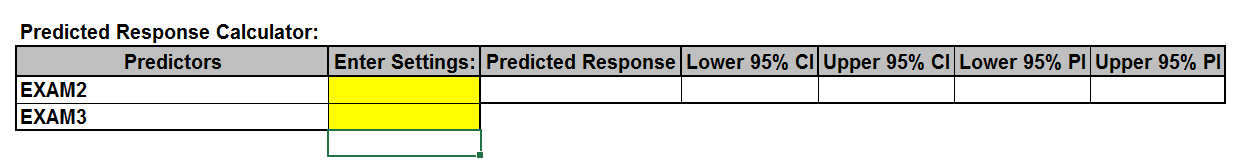 Predicted Response Calculator:
Predictors Enter Settings: Predicted Response Lower 95% CI Upper 95% CI Lower 95% PI Upper 95% PI
EXAM2
EXAM3